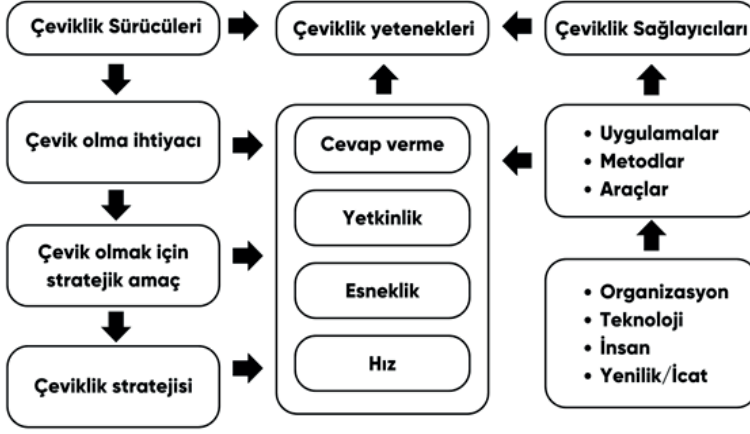 Çeviklik Sürücüleri
Çeviklik yetenekleri
Çeviklik Sağlayıcıları
Çevik olma ihtiyacı
Çevik olmak için
stratejik amaç
Çeviklik stratejisi
Cevap verme
Yetkinlik
Esneklik
Hız
• Uygulamalar
• Metodlar
• Araçlar
• Organizasyon
• Teknoloji
• İnsan
• Yenilik/İcat